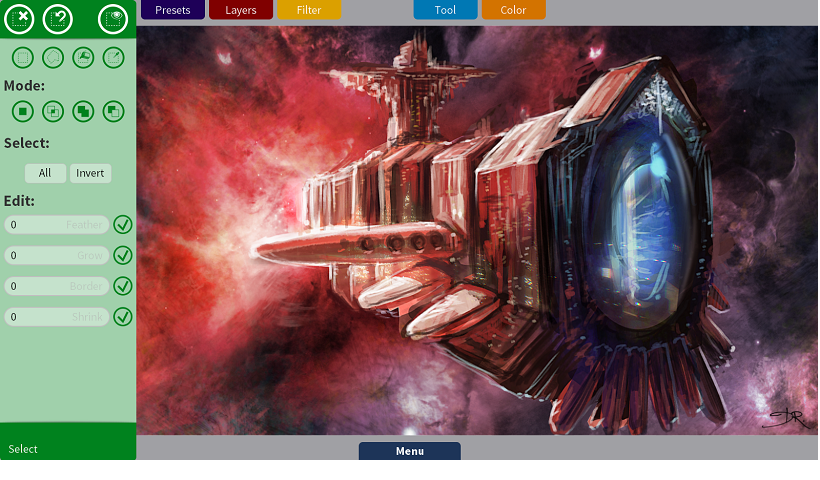 Presets
Layers
Filter
Tool
Color
Mode:
Select:
All
Invert
Edit:
0 Feather
0 Grow
0 Border
0 Shrink
Select
Menu